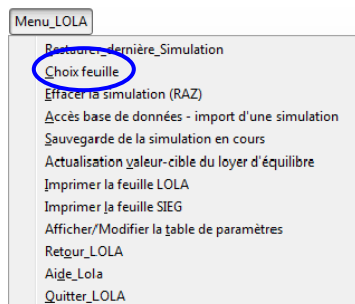 Menu_LOLA
Restaurer_dernière_Simulation
Choix feuille
Effacer la simulation (RAZ)
Accès base de données - import d'une simulation
Sauvegarde de la simulation en cours
Actualisation valeur-cible du loyer d'équilibre
Imprimer la feuille LOLA
Imprimer la feuille SIEG
Afficher/Modifier la table de paramètres
Retour_LOLA
Aide_Lola
Quitter_LOLA